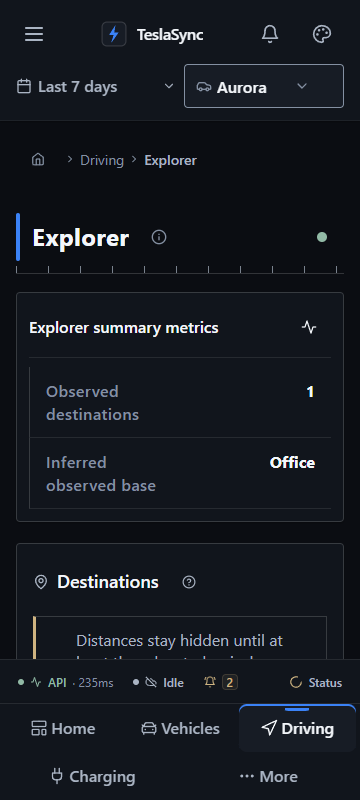 TeslaSync
Last 7 days
Aurora
Driving
Explorer
Explorer
Explorer summary metrics
Observed
destinations
1
Inferred
observed base
Office
Destinations
Distances stay hidden until at
API · 235ms
Idle
2
Status
Home
Vehicles
Driving
Charging
More